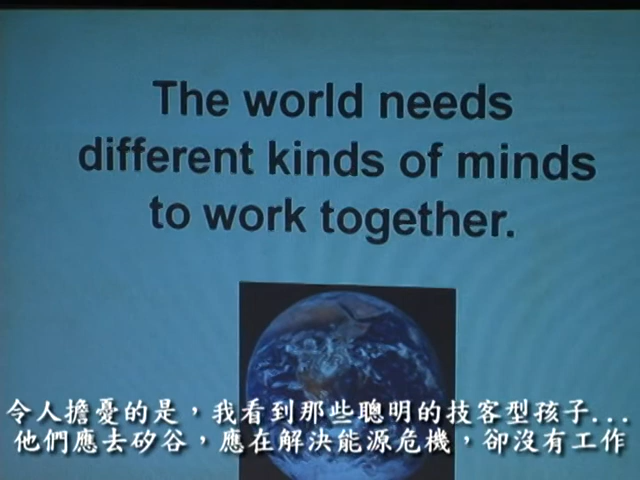 The world needs
different kinds of minds
to work together.
令人擔憂的是，我看到那些聰明的技客型孩子...
他們應去矽谷，應在解決能源危機，卻沒有工作